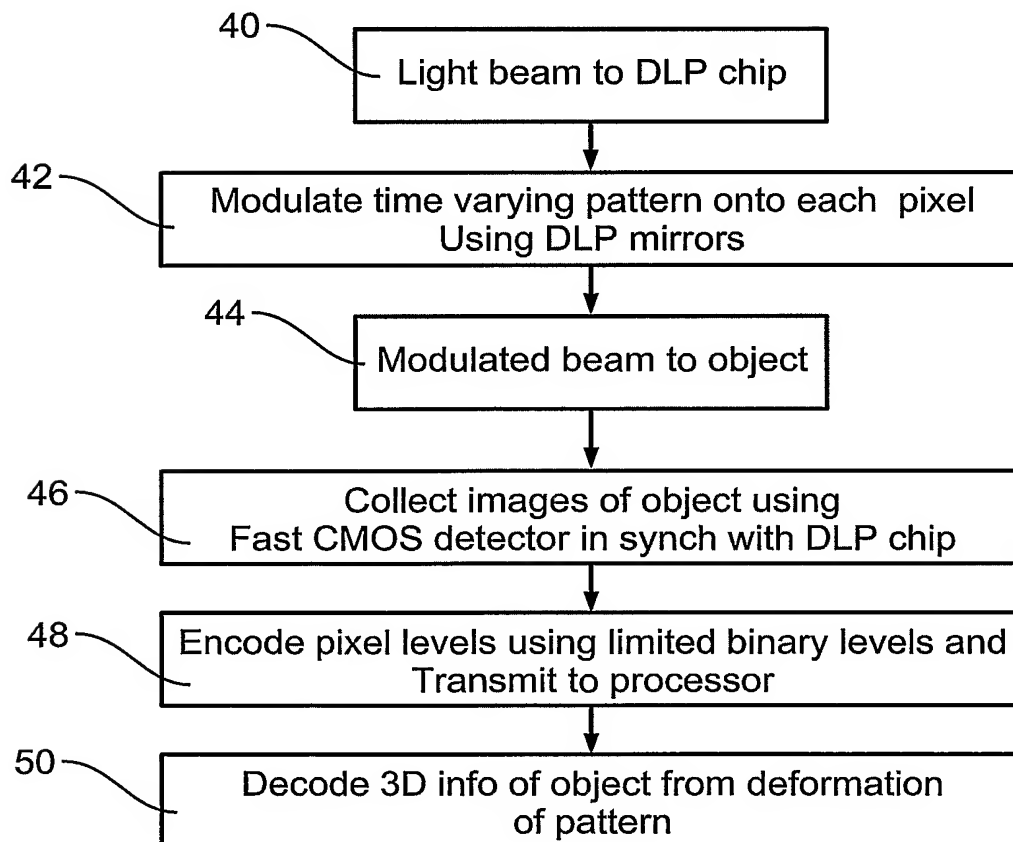 40
Light beam to DLP chip
42
Modulate time varying pattern onto each pixel
Using DLP mirrors
44
Modulated beam to object
46
Collect images of object using
Fast CMOS detector in synch with DLP chip
48
Encode pixel levels using limited binary levels and
Transmit to processor
50
Decode 3D info of object from deformation
of pattern